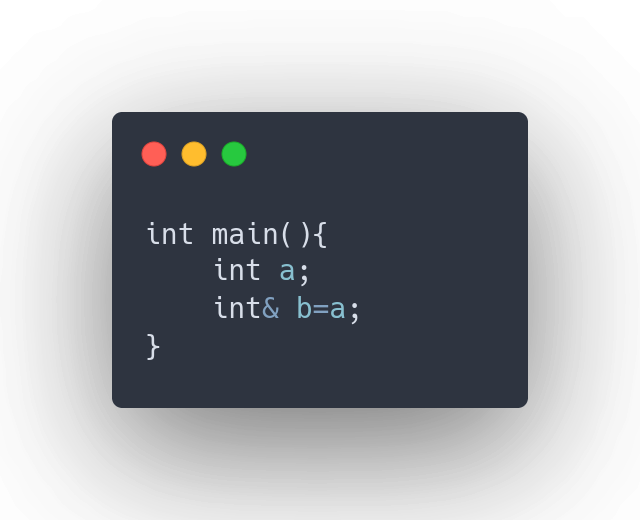 int main(){
    int a;
    int& b=a;
}